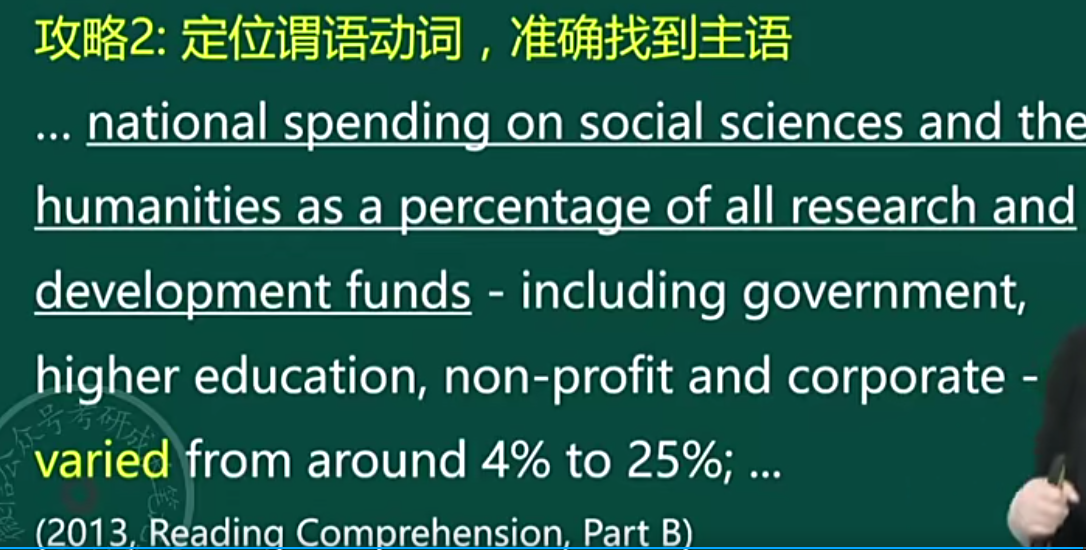 攻略2: 定位谓语动词，准确找到主语
... national spending on social sciences and the
humanities as a percentage of all research and
development funds - including government,
higher education, non-profit and corporate -
varied from around 4% to 25%; ...
(2013, Reading Comprehension, Part B)